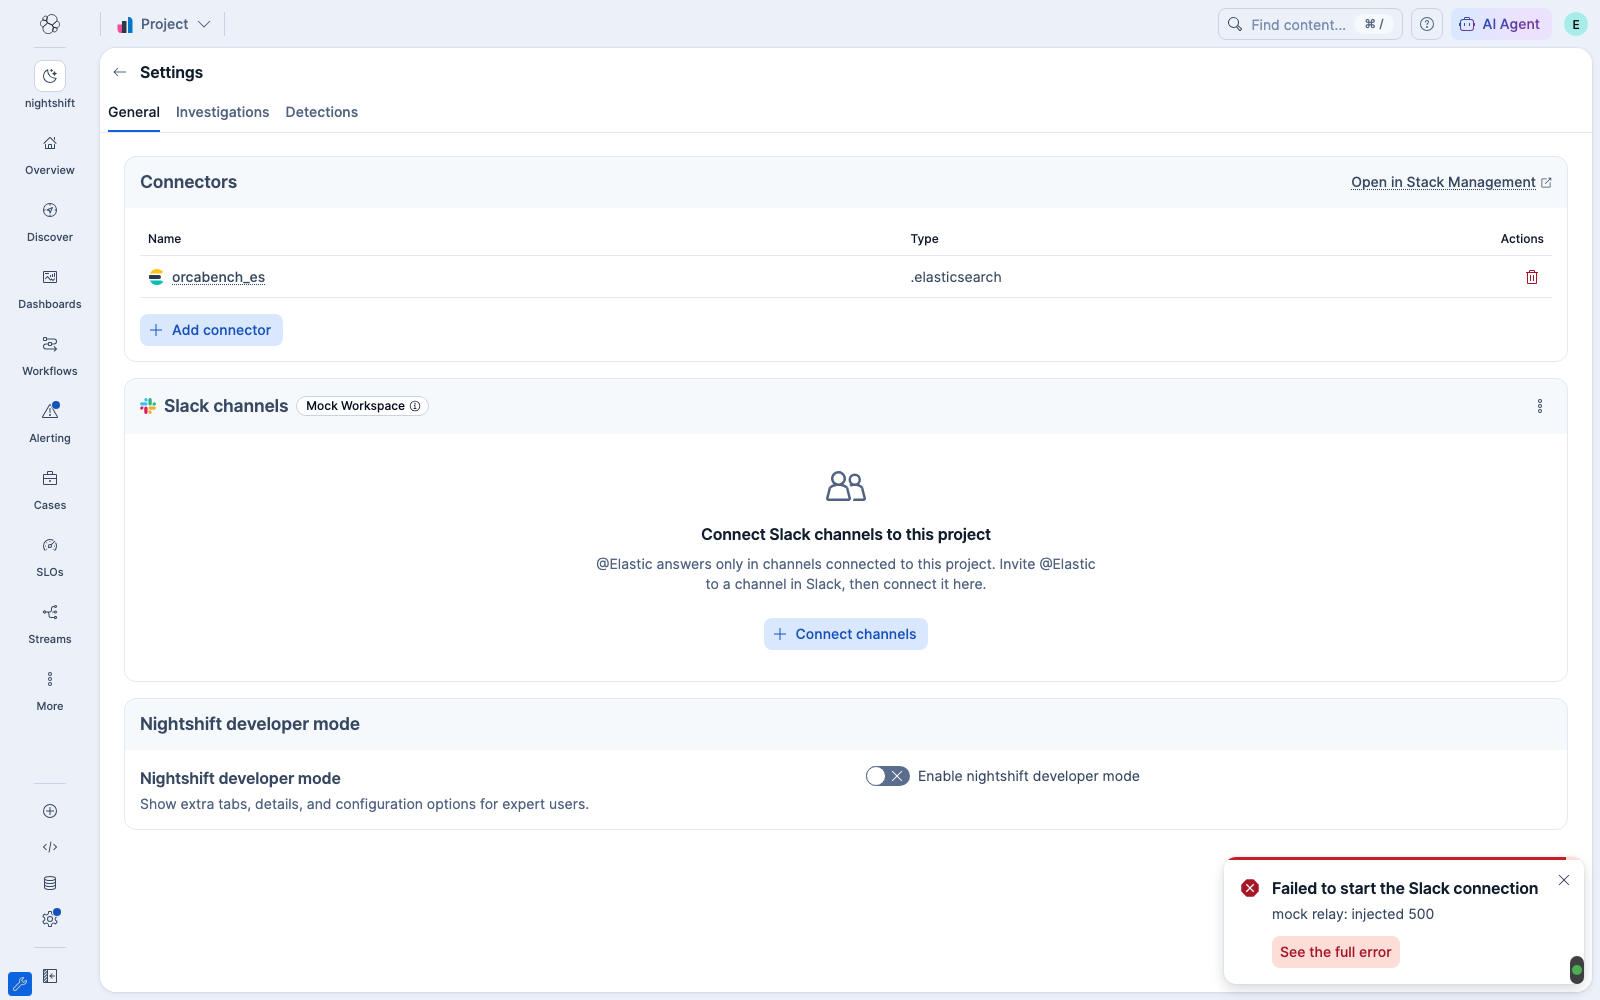 Project
Find content...
⌘ /
AI Agent
E
nightshift
Overview
Discover
Dashboards
Workflows
Alerting
Cases
SLOs
Streams
More
Settings
General Investigations Detections
Connectors
Open in Stack Management
Name Type Actions
orcabench_es .elasticsearch
Add connector
Slack channels Mock Workspace
Connect Slack channels to this project
@Elastic answers only in channels connected to this project. Invite @Elastic
to a channel in Slack, then connect it here.
Connect channels
Nightshift developer mode
Nightshift developer mode
Enable nightshift developer mode
Show extra tabs, details, and configuration options for expert users.
Failed to start the Slack connection
mock relay: injected 500
See the full error